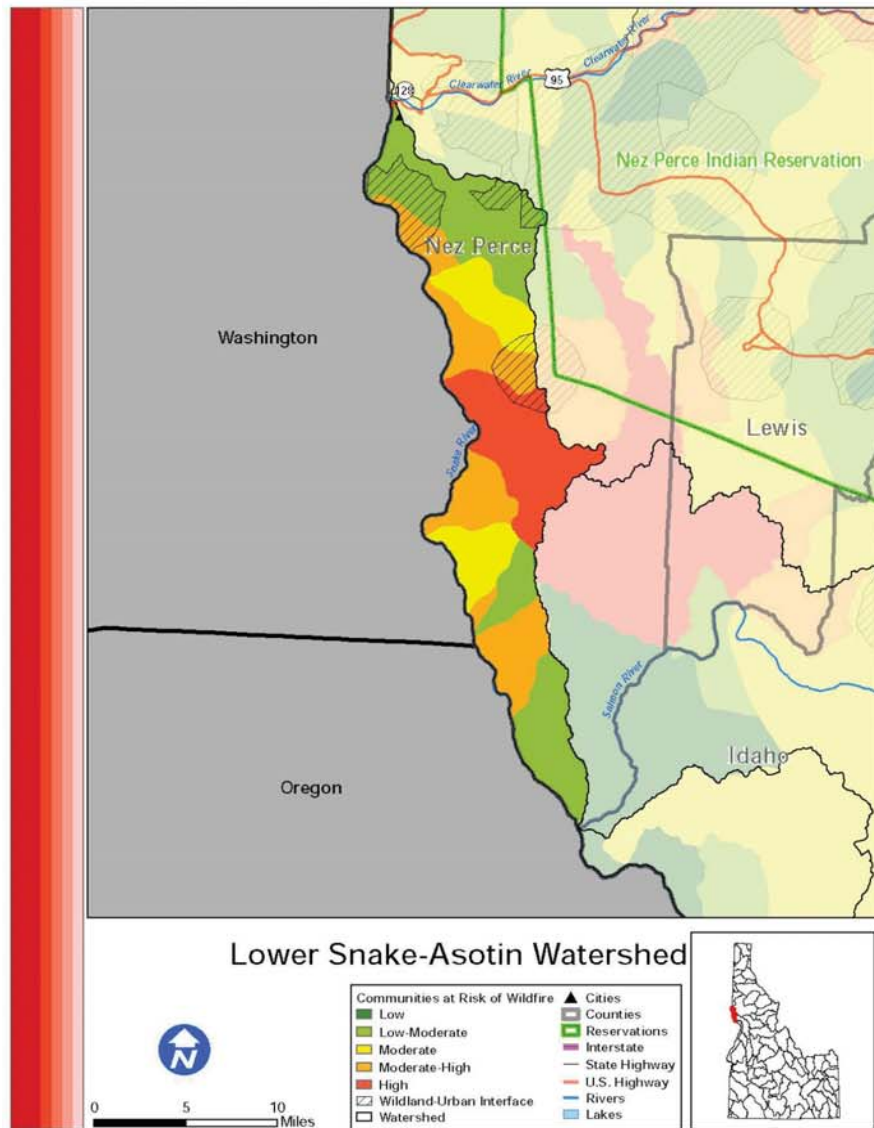 Clearwater River
Clearwater River
128
95
Nez Perce Indian Reservation
Nez Perce
Washington
Snake River
Lewis
Salmon River
Idaho
Oregon
Lower Snake-Asotin Watershed
N
0 5 10
Miles
Communities at Risk of Wildfire
Low
Low-Moderate
Moderate
Moderate-High
High
Wildland-Urban Interface
Watershed
Cities
Counties
Reservations
Interstate
State Highway
U.S. Highway
Rivers
Lakes